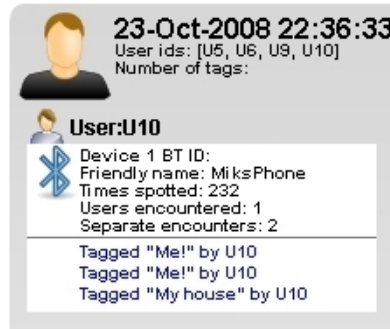 23-Oct-2008 22:36:33
User ids: [U5, U6, U9, U10]
Number of tags:
User:U10
Device 1 BT ID:
Friendly name: MiksPhone
Times spotted: 232
Users encountered: 1
Separate encounters: 2
Tagged "Me!" by U10
Tagged "Me!" by U10
Tagged "My house" by U10